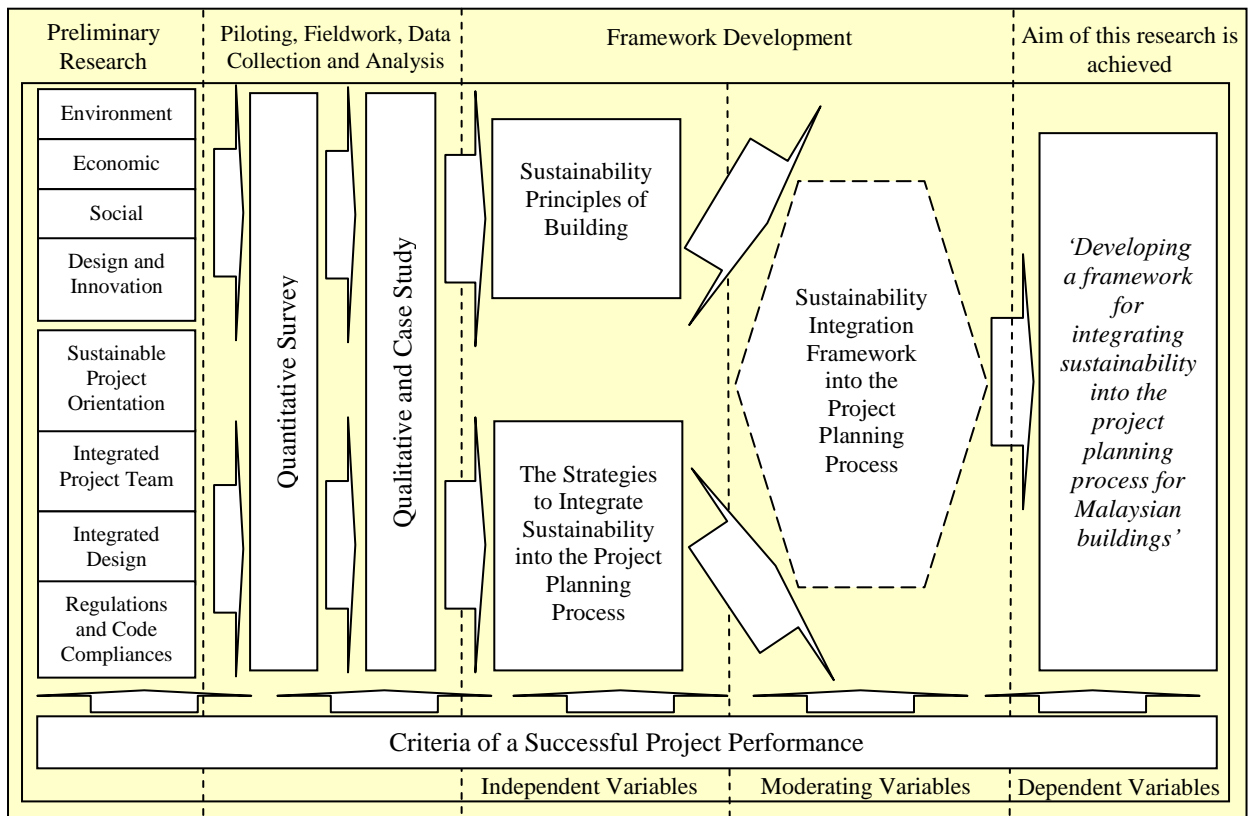 Preliminary
Research
Piloting, Fieldwork, Data
Collection and Analysis
Framework Development
Aim of this research is
achieved
Environment
Economic
Social
Design and
Innovation
Sustainable
Project
Orientation
Integrated
Project Team
Integrated
Design
Regulations
and Code
Compliances
Quantitative Survey
Qualitative and Case Study
Sustainability
Principles of
Building
The Strategies
to Integrate
Sustainability
into the Project
Planning
Process
Sustainability
Integration
Framework
into the
Project
Planning
Process
‘Developing
a framework
for
integrating
sustainability
into the
project
planning
process for
Malaysian
buildings’
Criteria of a Successful Project Performance
Independent Variables
Moderating Variables
Dependent Variables